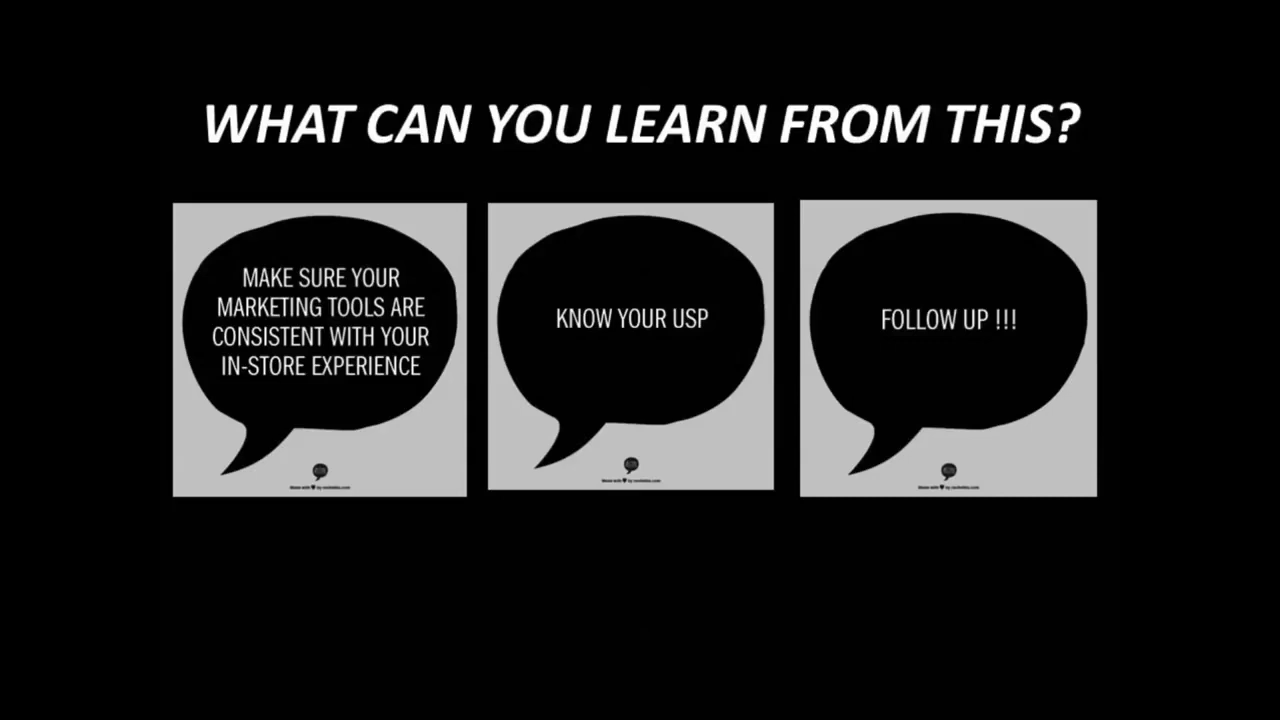 WHAT CAN YOU LEARN FROM THIS?
MAKE SURE YOUR
MARKETING TOOLS ARE
CONSISTENT WITH YOUR
IN-STORE EXPERIENCE
KNOW YOUR USP
FOLLOW UP !!!